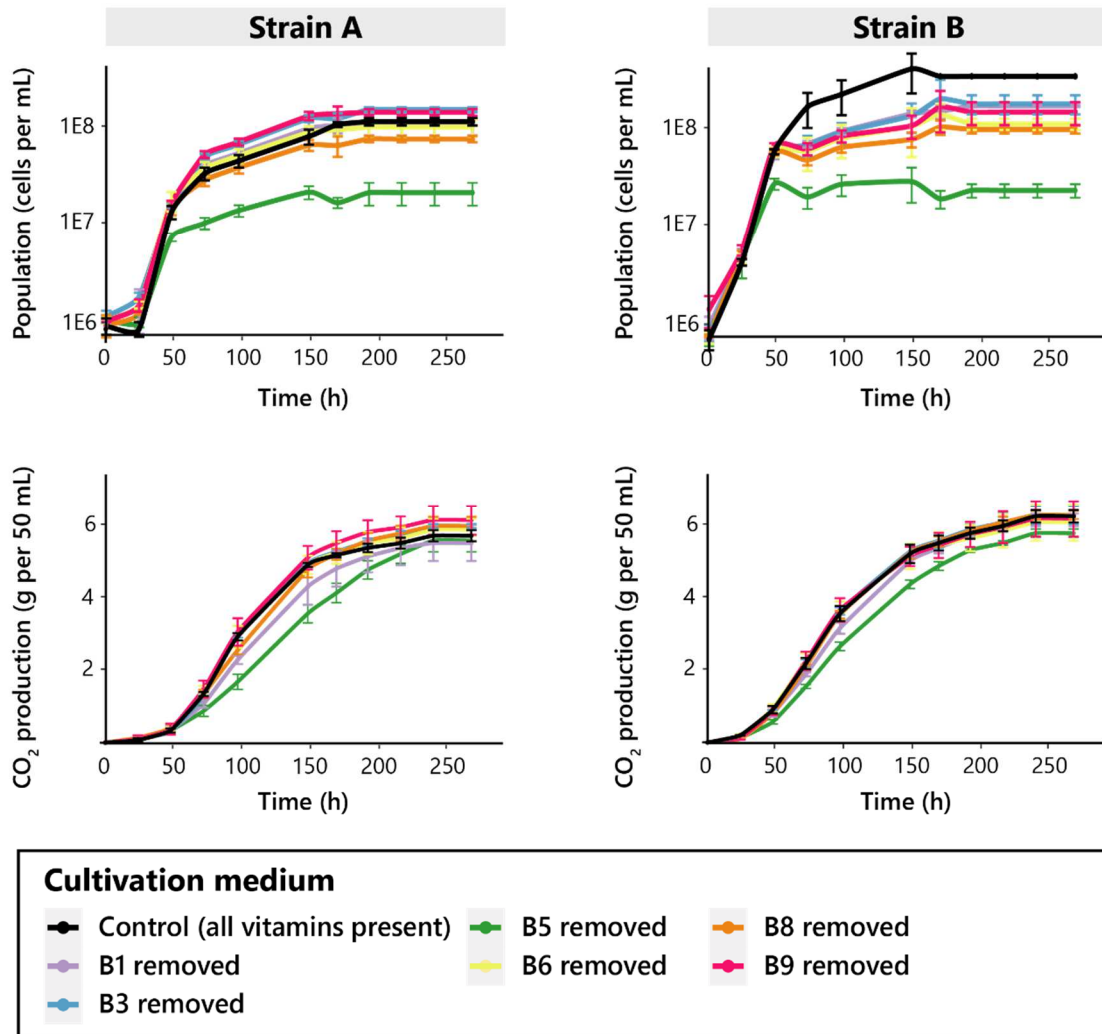 Strain A
Strain B
Population (cells per mL)
1E8
1E7
1E6
0 50 100 150 200 250
Time (h)
Population (cells per mL)
1E8
1E7
1E6
0 50 100 150 200 250
Time (h)
CO₂ production (g per 50 mL)
6
4
2
0 50 100 150 200 250
Time (h)
CO₂ production (g per 50 mL)
6
4
2
0 50 100 150 200 250
Time (h)
Cultivation medium
Control (all vitamins present)
B1 removed
B3 removed
B5 removed
B6 removed
B8 removed
B9 removed